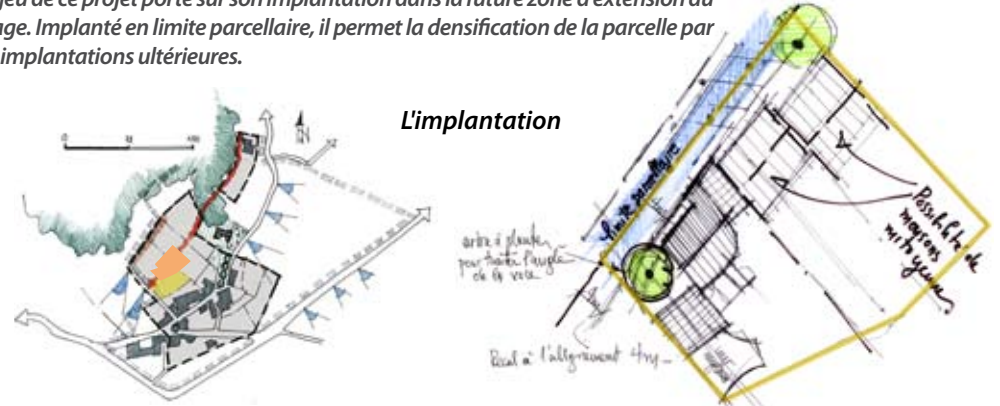 jeu de ce projet porte sur son implantation dans la future zone d'extension du
age. Implanté en limite parcellaire, il permet la densification de la parcelle par
implantations ultérieures.
L'implantation
N
0
limite parcellaire
arbre à planter
pour traiter l'angle
de la voie
Possibilité de
maisons
mitoyennes
Recul à l'alignement 4m